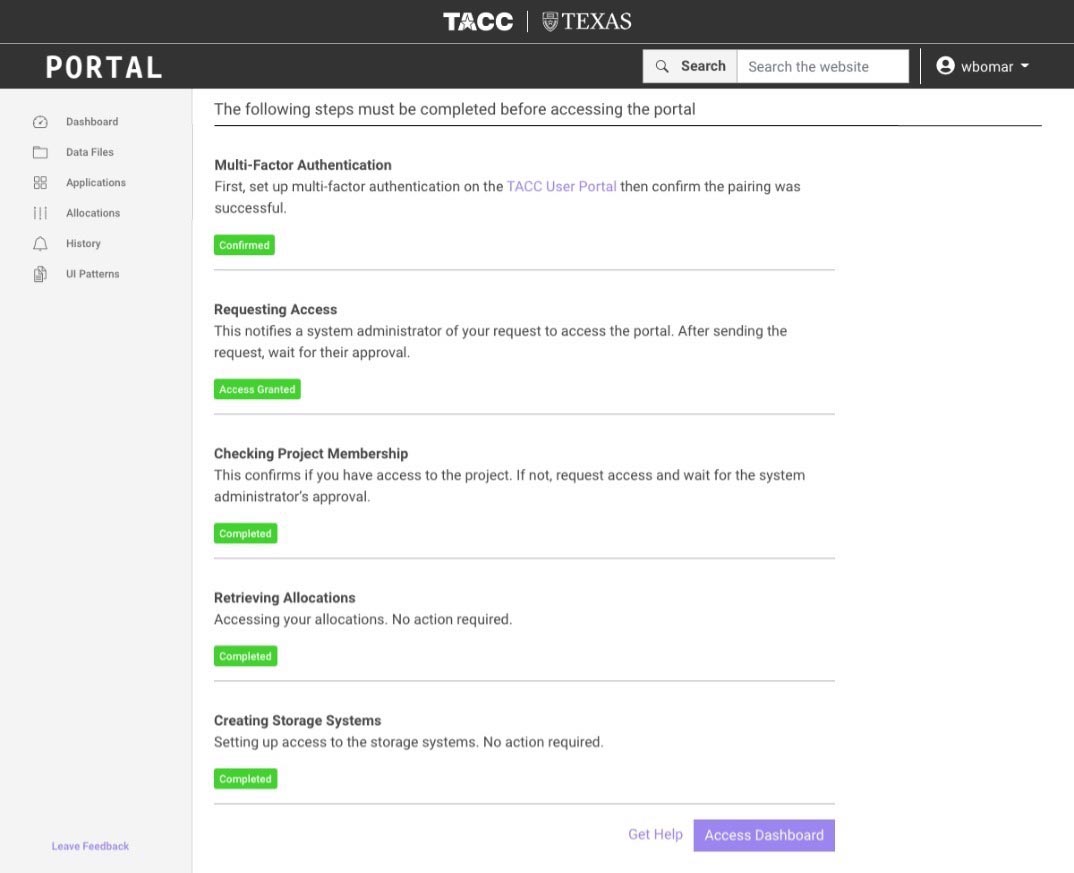 TACC | TEXAS
PORTAL
Search
Search the website
wbomar
Dashboard
Data Files
Applications
Allocations
History
UI Patterns
Leave Feedback
The following steps must be completed before accessing the portal
Multi-Factor Authentication
First, set up multi-factor authentication on the TACC User Portal then confirm the pairing was
successful.
Confirmed
Requesting Access
This notifies a system administrator of your request to access the portal. After sending the
request, wait for their approval.
Access Granted
Checking Project Membership
This confirms if you have access to the project. If not, request access and wait for the system
administrator’s approval.
Completed
Retrieving Allocations
Accessing your allocations. No action required.
Completed
Creating Storage Systems
Setting up access to the storage systems. No action required.
Completed
Get Help
Access Dashboard